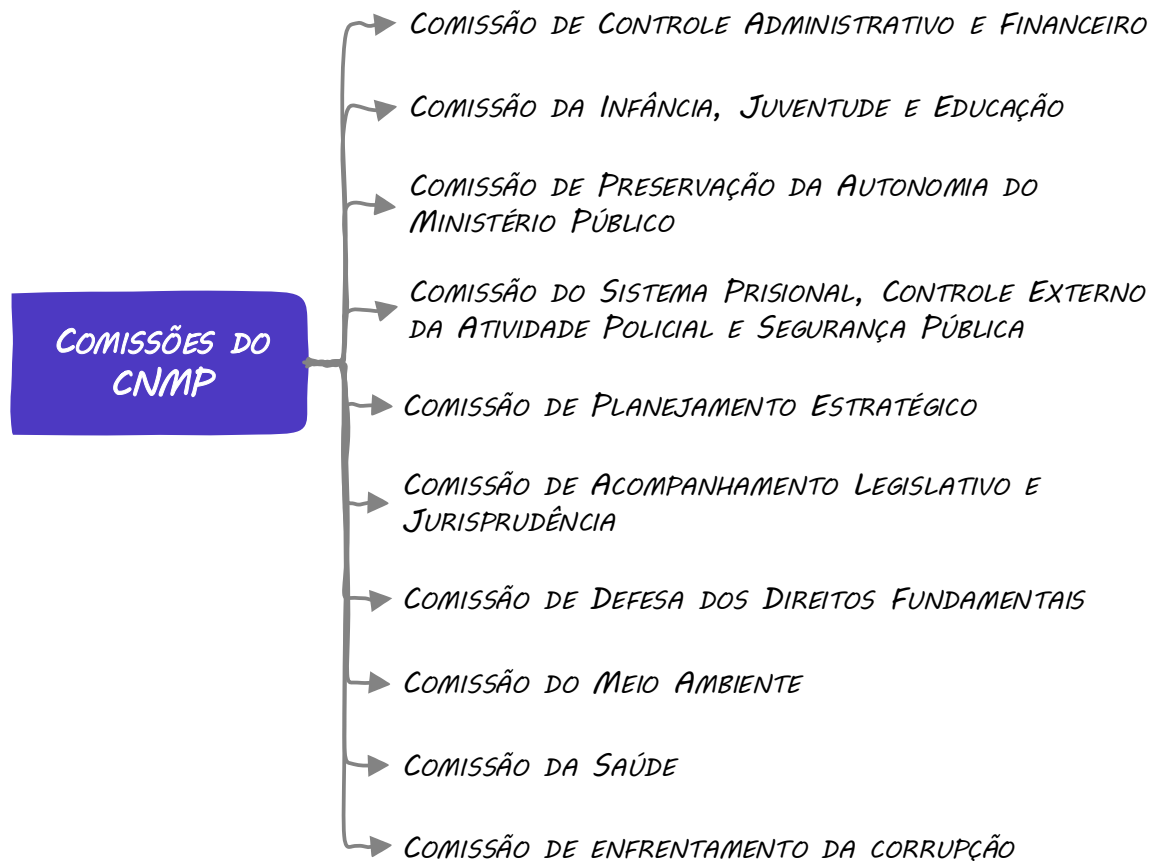 Comissões do
CNMP
Comissão de Controle Administrativo e Financeiro
Comissão da Infância, Juventude e Educação
Comissão de Preservação da Autonomia do
Ministério Público
Comissão do Sistema Prisional, Controle Externo
da Atividade Policial e Segurança Pública
Comissão de Planejamento Estratégico
Comissão de Acompanhamento Legislativo e
Jurisprudência
Comissão de Defesa dos Direitos Fundamentais
Comissão do Meio Ambiente
Comissão da Saúde
Comissão de enfrentamento da corrupção